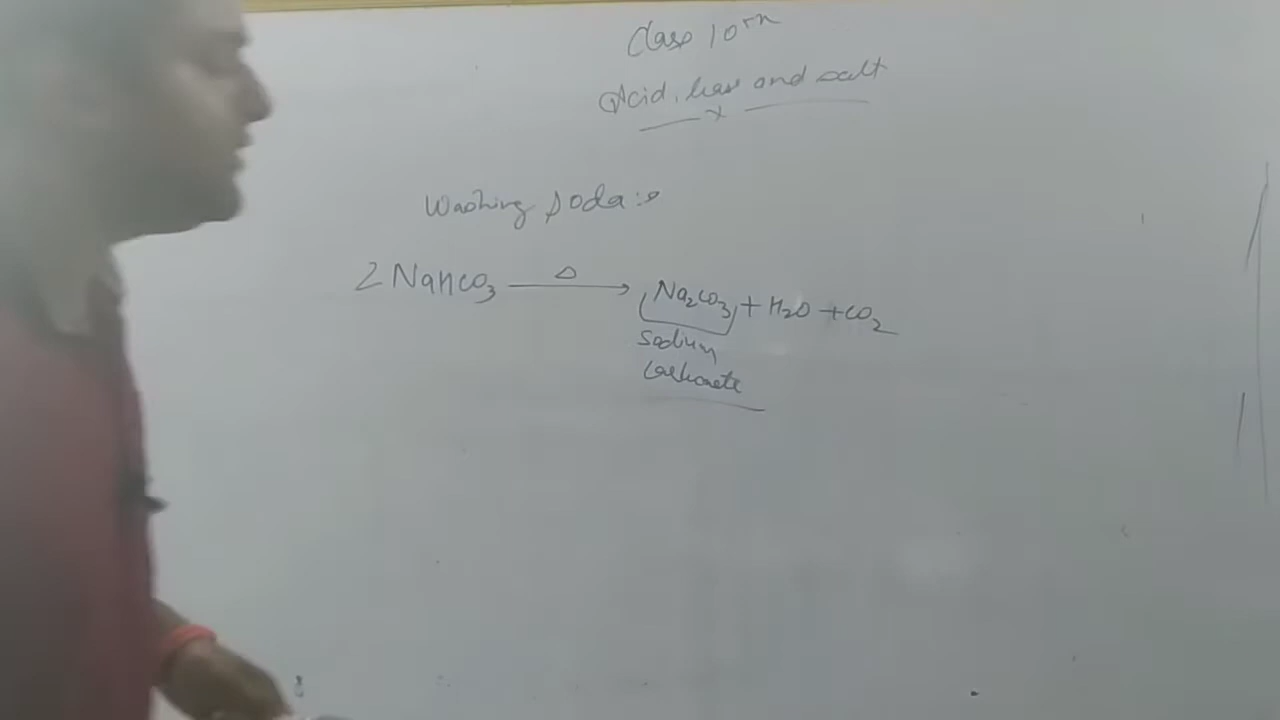 Class 10th
Acid, base and salt
Washing soda:
2 NaHCO3 —Δ→ Na2CO3 + H2O + CO2
Sodium
Carbonate